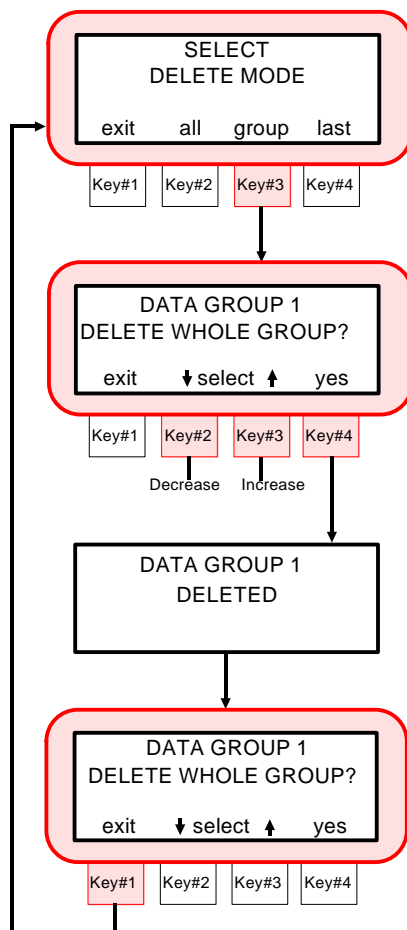 SELECT
DELETE MODE
exit all group last
Key#1 Key#2 Key#3 Key#4
DATA GROUP 1
DELETE WHOLE GROUP?
exit select yes
Key#1 Key#2 Key#3 Key#4
Decrease Increase
DATA GROUP 1
DELETED
DATA GROUP 1
DELETE WHOLE GROUP?
exit select yes
Key#1 Key#2 Key#3 Key#4